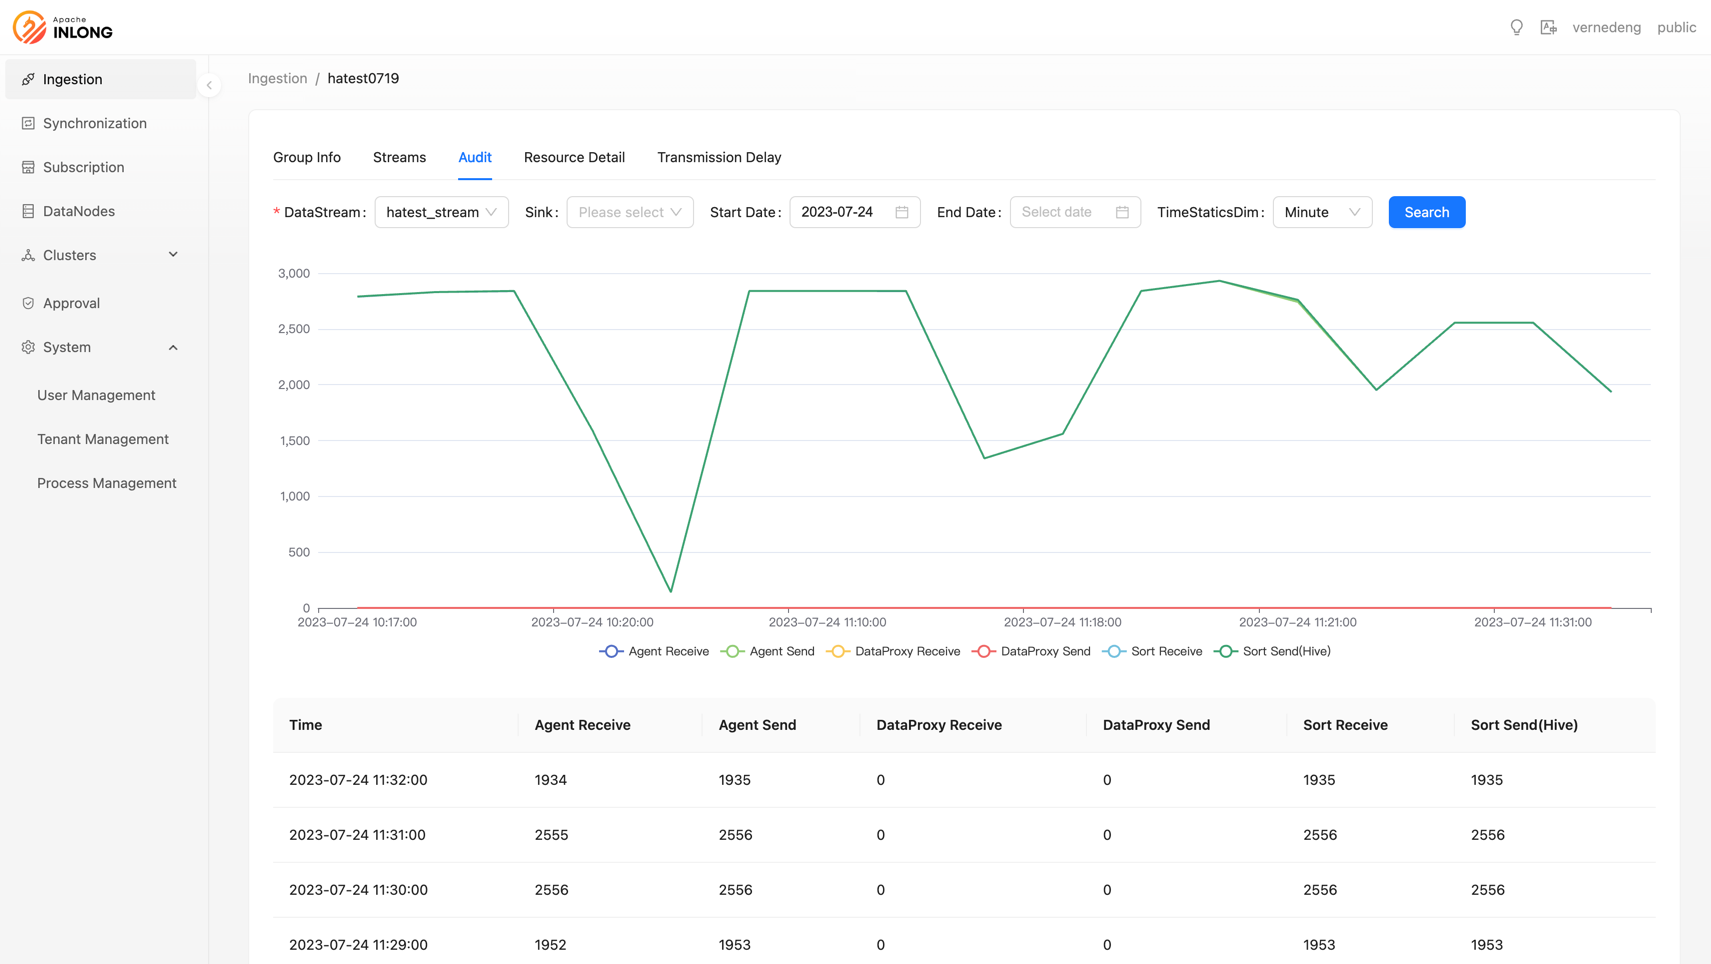 Apache
INLONG
vernedeng
public
Ingestion
Synchronization
Subscription
DataNodes
Clusters
Approval
System
User Management
Tenant Management
Process Management
Ingestion / hatest0719
Group Info Streams Audit Resource Detail Transmission Delay
* DataStream: hatest_stream Sink: Please select Start Date: 2023-07-24 End Date: Select date TimeStaticsDim: Minute Search
3,000
2,500
2,000
1,500
1,000
500
0
2023-07-24 10:17:00 2023-07-24 10:20:00 2023-07-24 11:10:00 2023-07-24 11:18:00 2023-07-24 11:21:00 2023-07-24 11:31:00
Agent Receive Agent Send DataProxy Receive DataProxy Send Sort Receive Sort Send(Hive)
Time Agent Receive Agent Send DataProxy Receive DataProxy Send Sort Receive Sort Send(Hive)
2023-07-24 11:32:00 1934 1935 0 0 1935 1935
2023-07-24 11:31:00 2555 2556 0 0 2556 2556
2023-07-24 11:30:00 2556 2556 0 0 2556 2556
2023-07-24 11:29:00 1952 1953 0 0 1953 1953